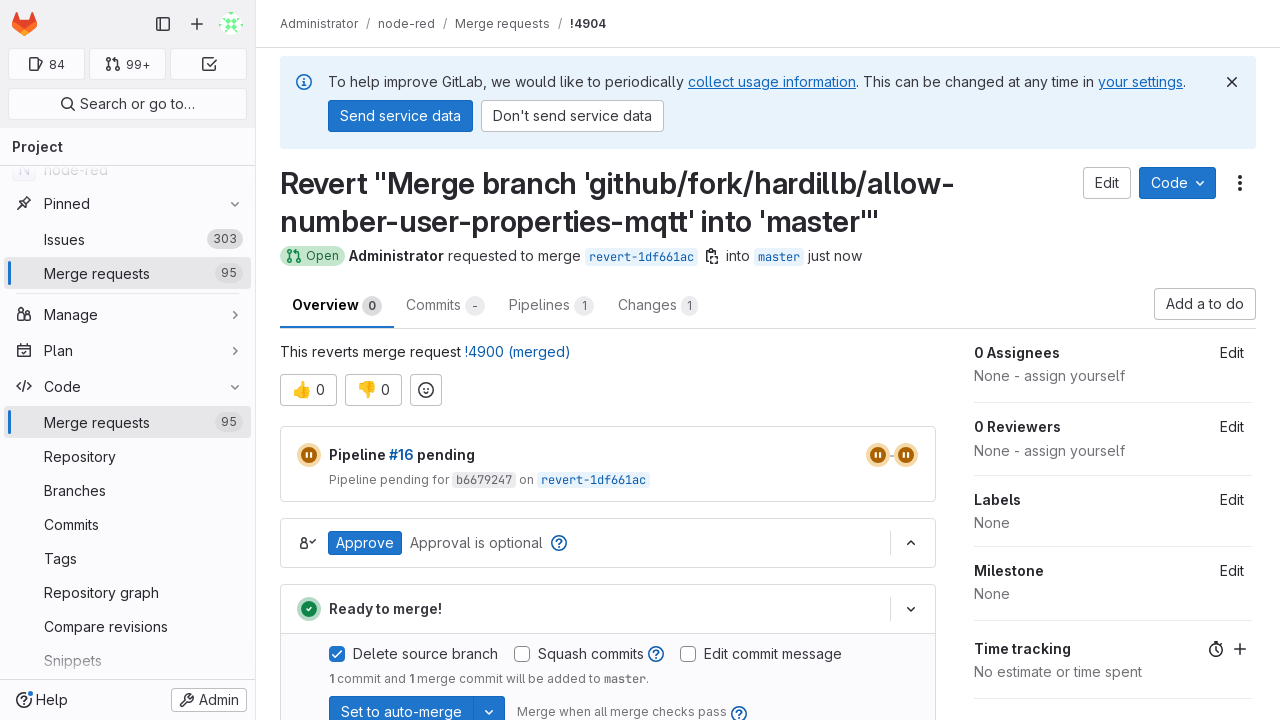 84
99+
Search or go to…
Project
N node-red
Pinned
Issues 303
Merge requests 95
Manage
Plan
Code
Merge requests 95
Repository
Branches
Commits
Tags
Repository graph
Compare revisions
Snippets
Help
Admin
Administrator / node-red / Merge requests / !4904
To help improve GitLab, we would like to periodically collect usage information. This can be changed at any time in your settings.
Send service data Don't send service data
Revert "Merge branch 'github/fork/hardillb/allow-
number-user-properties-mqtt' into 'master'"
Edit Code
Open Administrator requested to merge revert-1df661ac into master just now
Overview 0 Commits - Pipelines 1 Changes 1
Add a to do
This reverts merge request !4900 (merged)
👍 0 👎 0
Pipeline #16 pending
Pipeline pending for b6679247 on revert-1df661ac
Approve Approval is optional
Ready to merge!
Delete source branch Squash commits Edit commit message
1 commit and 1 merge commit will be added to master.
Set to auto-merge Merge when all merge checks pass
0 Assignees Edit
None - assign yourself
0 Reviewers Edit
None - assign yourself
Labels Edit
None
Milestone Edit
None
Time tracking
No estimate or time spent